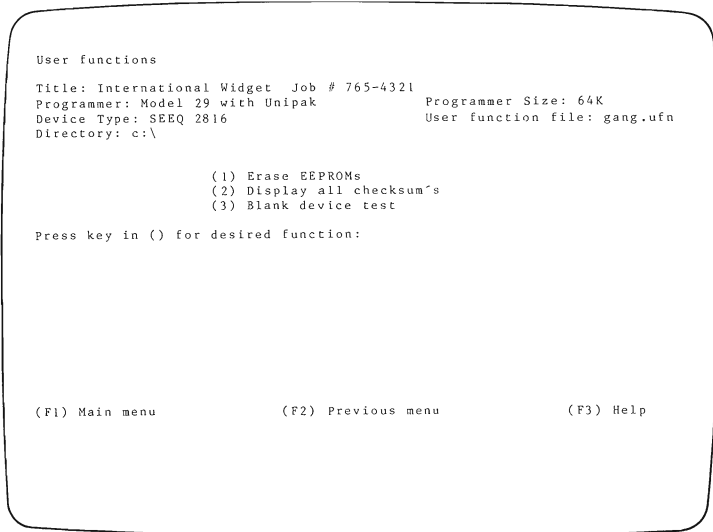 User functions
Title: International Widget Job # 765-4321
Programmer: Model 29 with Unipak Programmer Size: 64K
Device Type: SEEQ 2816 User function file: gang.ufn
Directory: c:\
(1) Erase EEPROMs
(2) Display all checksum´s
(3) Blank device test
Press key in () for desired function:
(F1) Main menu (F2) Previous menu (F3) Help